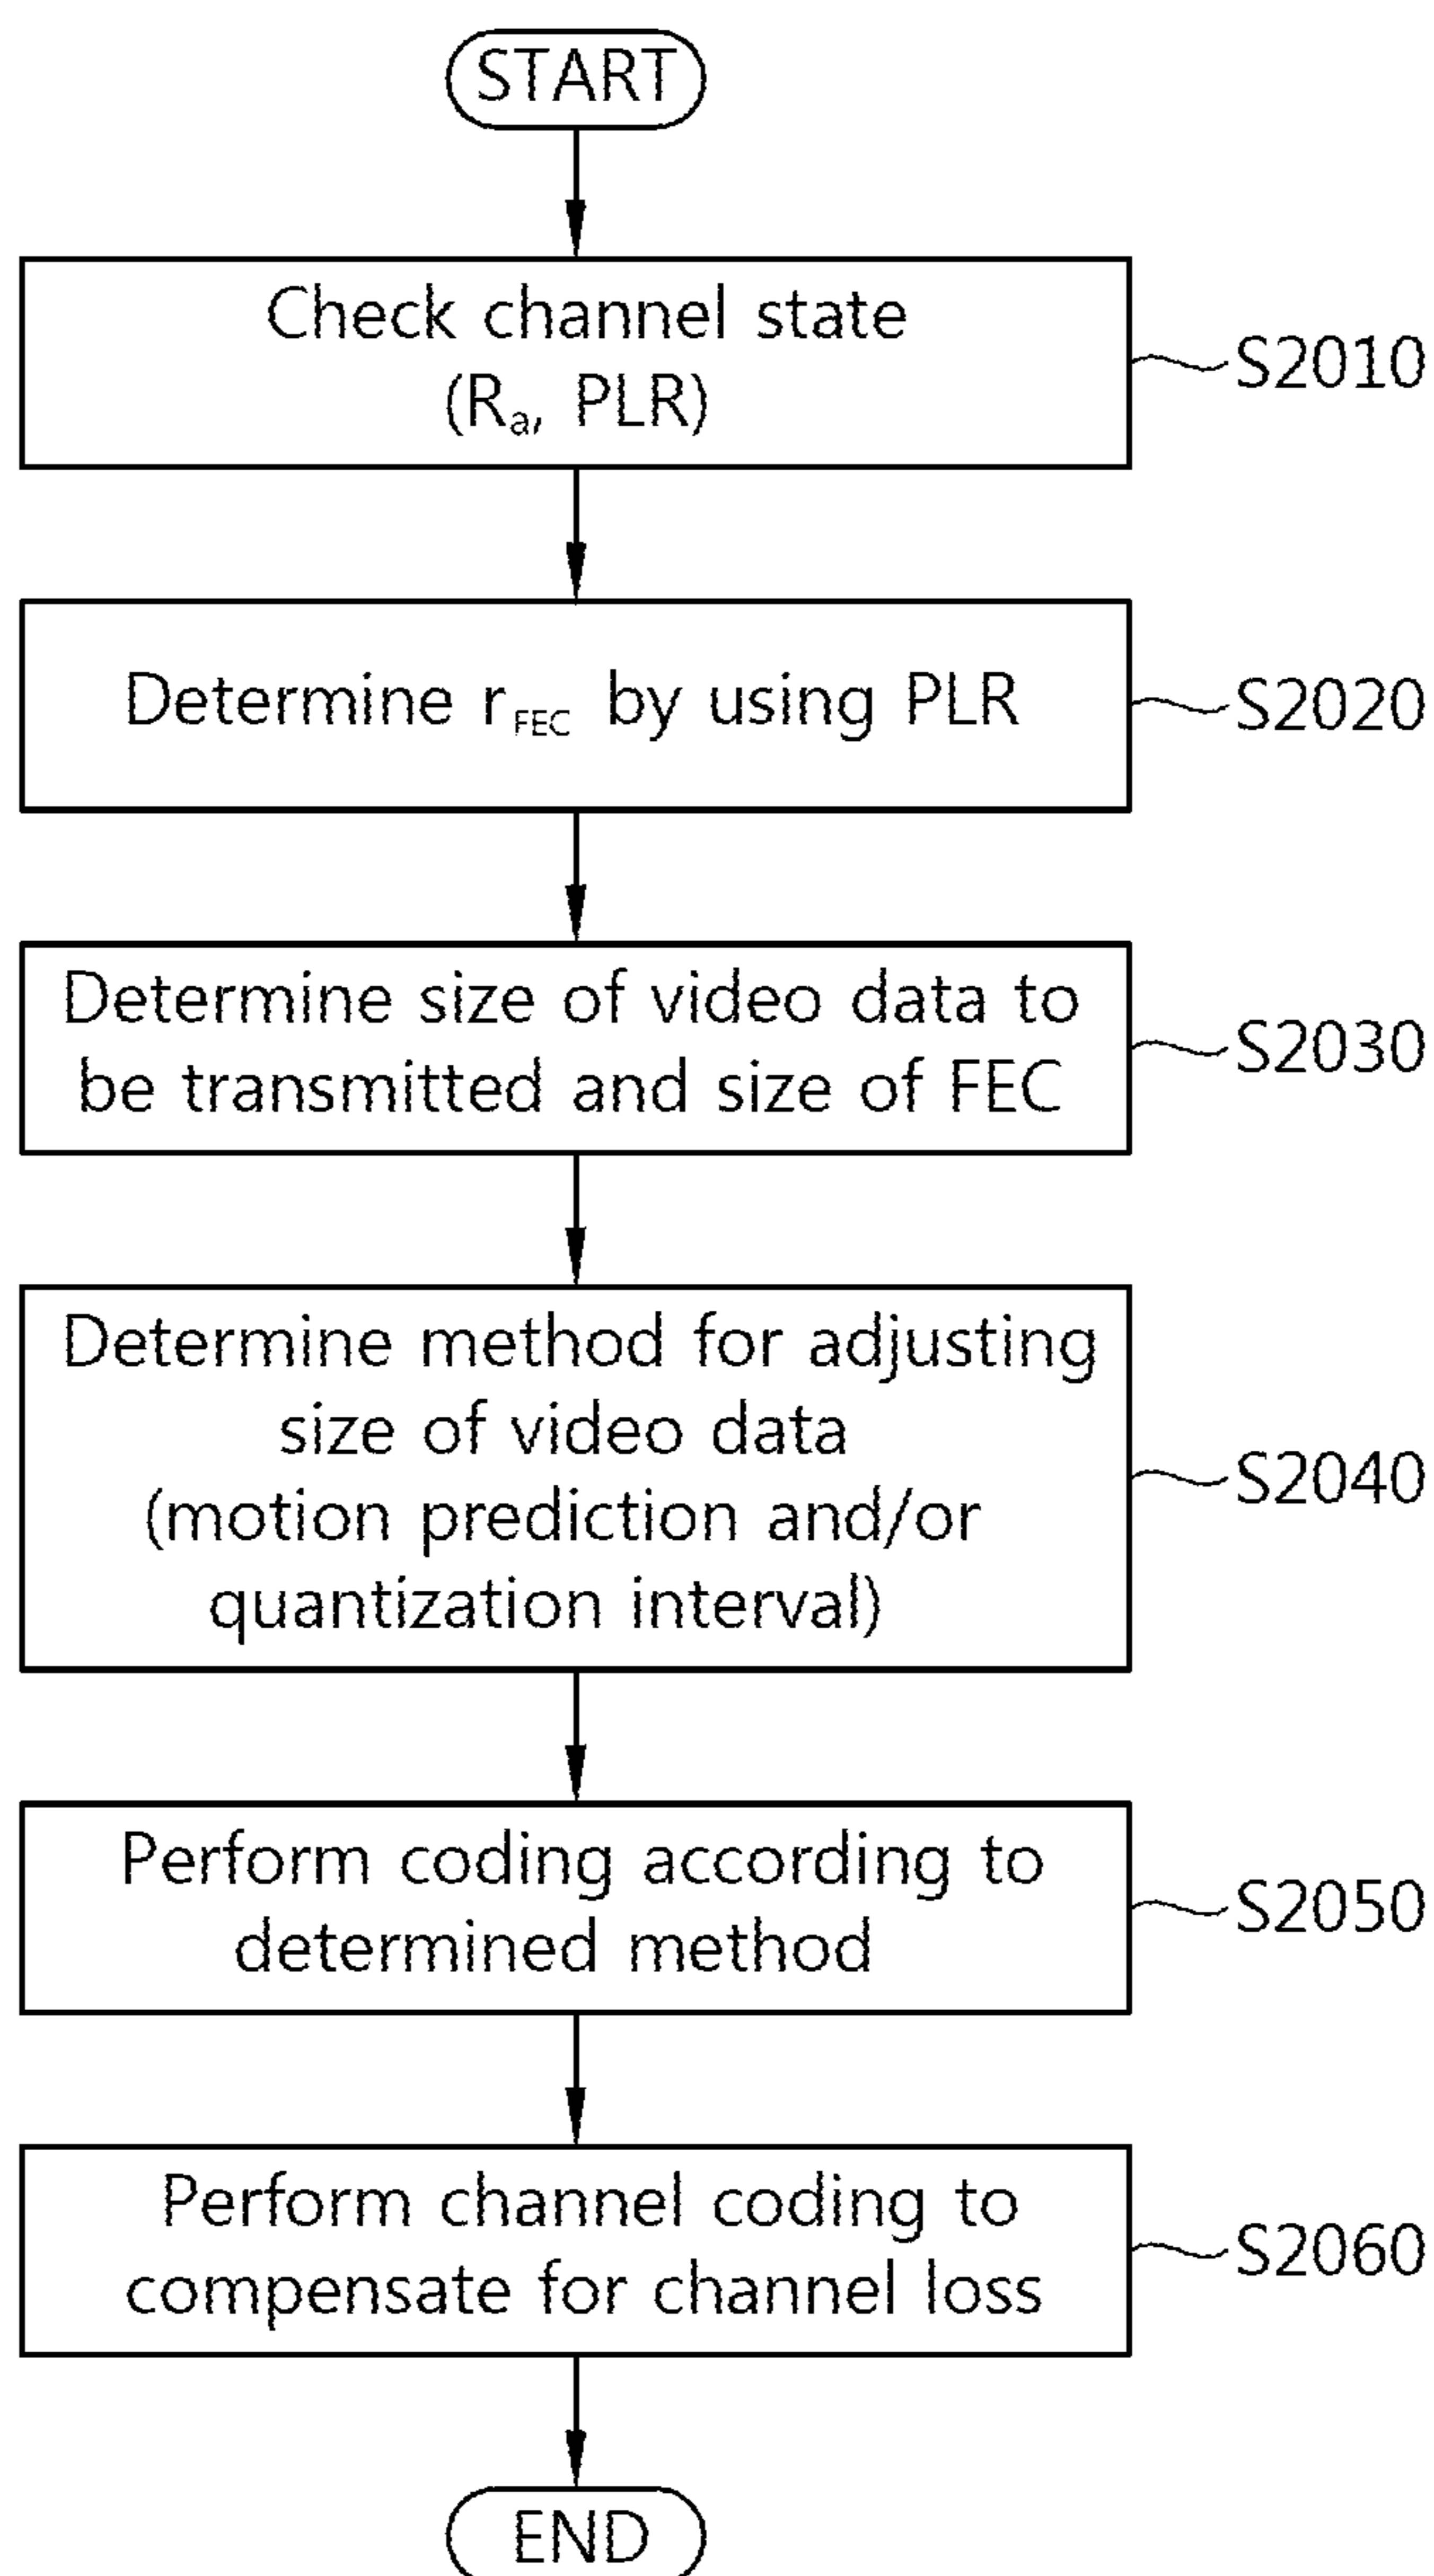 START
Check channel state
(Ra, PLR)
S2010
Determine rFEC by using PLR
S2020
Determine size of video data to
be transmitted and size of FEC
S2030
Determine method for adjusting
size of video data
(motion prediction and/or
quantization interval)
S2040
Perform coding according to
determined method
S2050
Perform channel coding to
compensate for channel loss
S2060
END